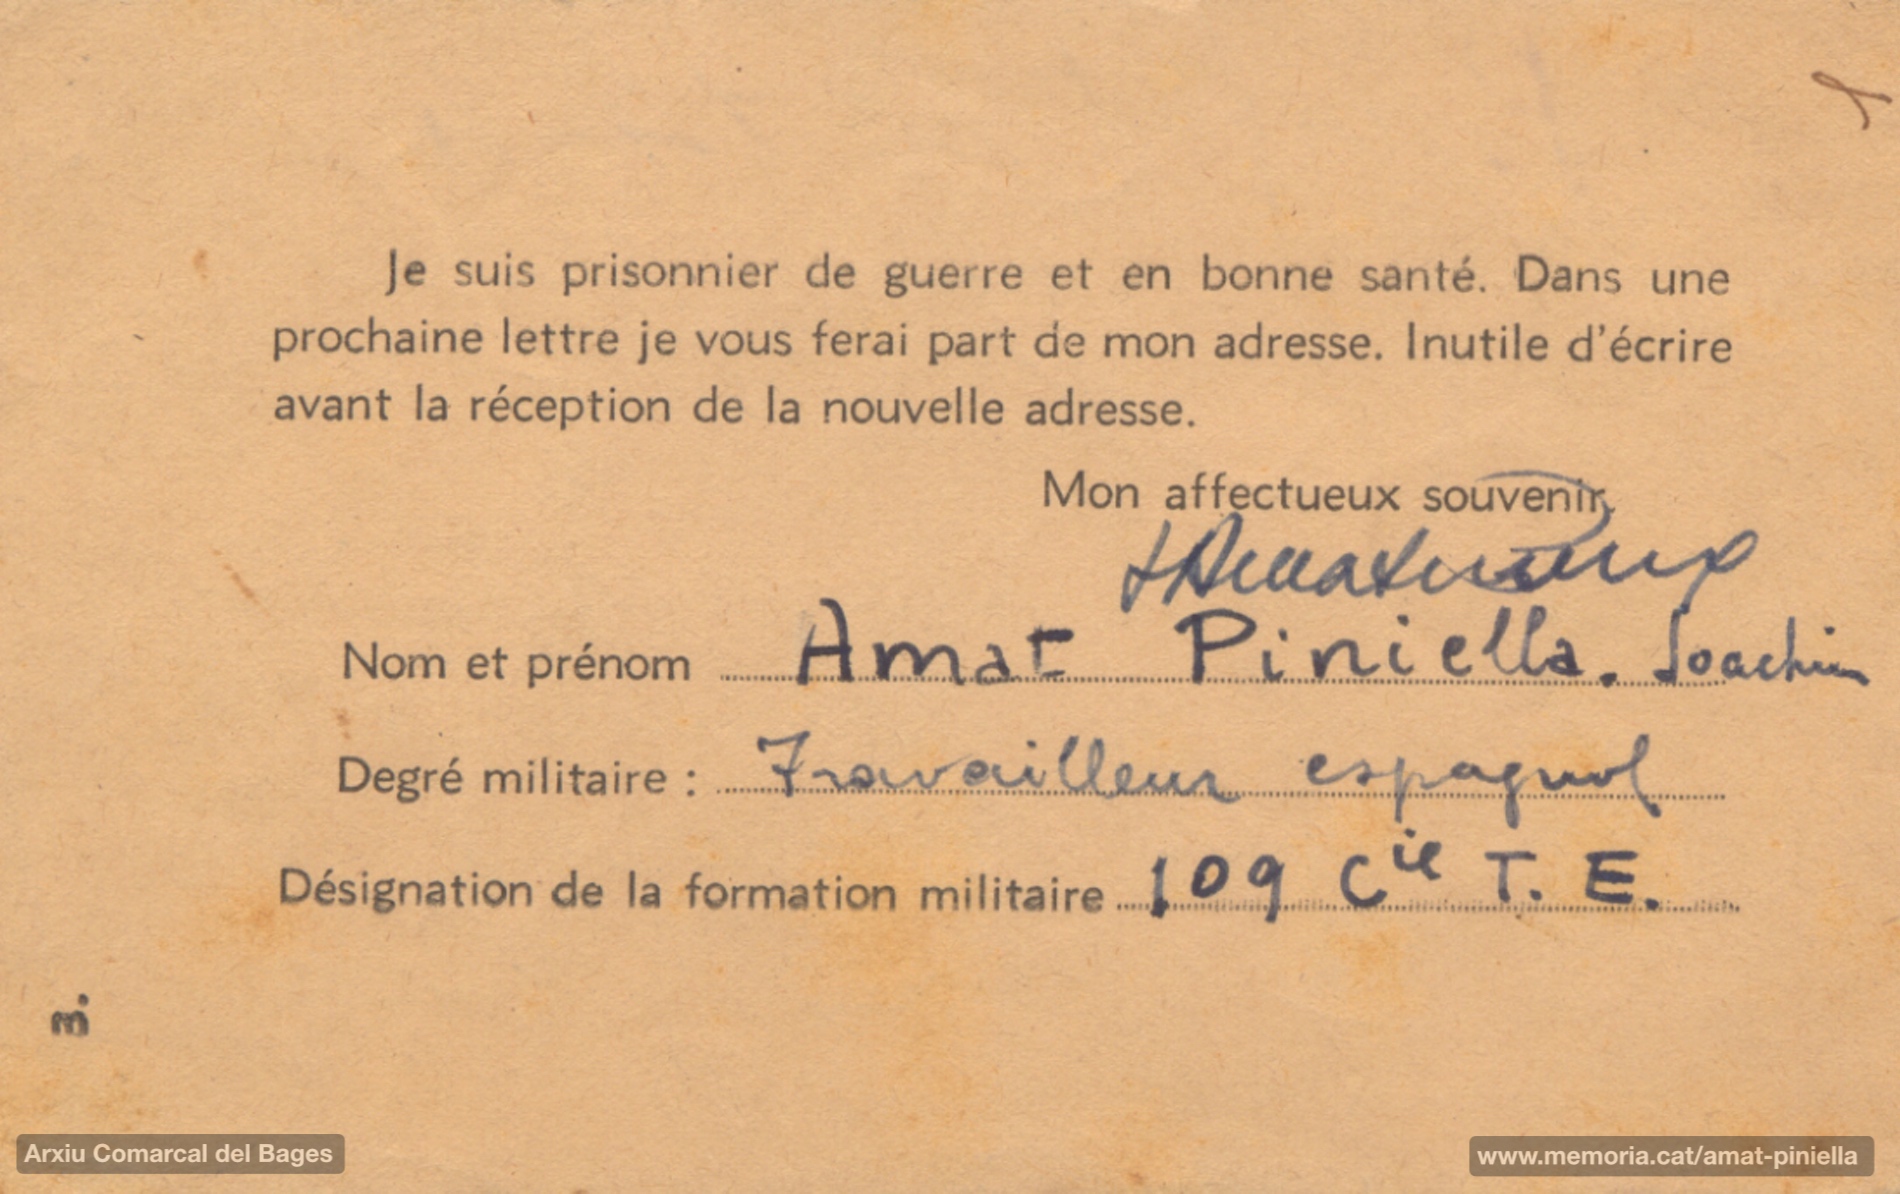 Je suis prisonnier de guerre et en bonne santé. Dans une
prochaine lettre je vous ferai part de mon adresse. Inutile d'écrire
avant la réception de la nouvelle adresse.
Mon affectueux souvenir
Nom et prénom Amat Piniella. Joachim
Degré militaire : Travailleur espagnol
Désignation de la formation militaire 109 Cie T. E.
Arxiu Comarcal del Bages
www.memoria.cat/amat-piniella